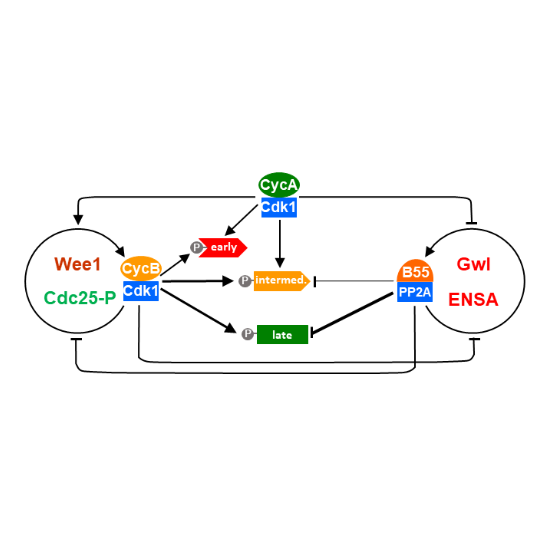 CycA
Cdk1
P early
Wee1
CycB
Gwl
B55
Cdc25-P
Cdk1
P intermed.
PP2A
ENSA
P late